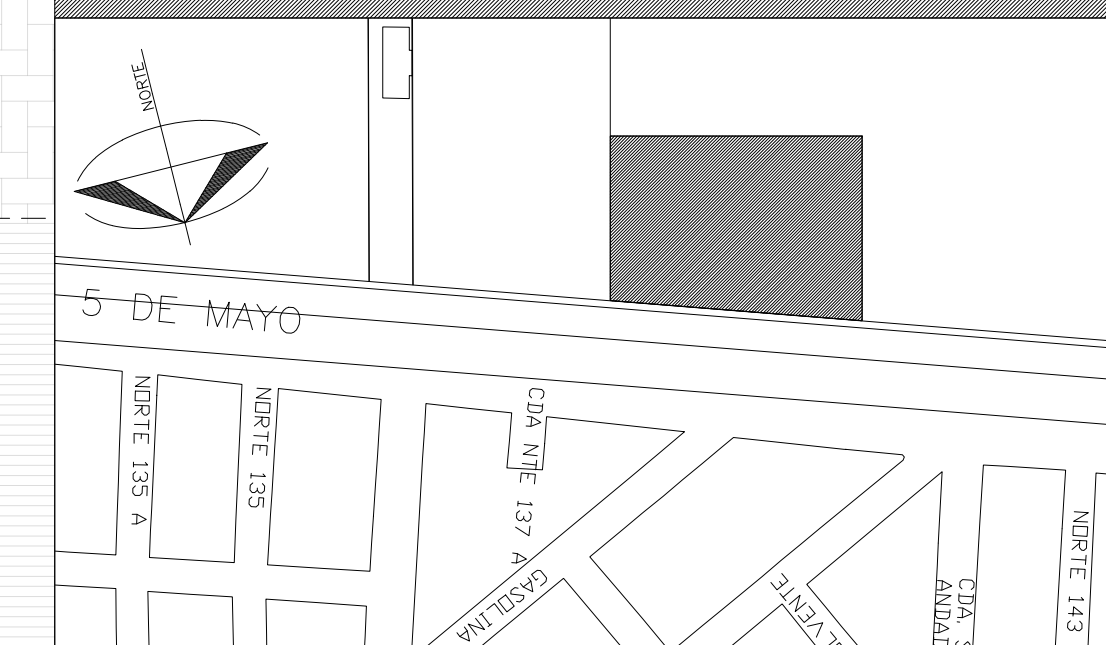 NORTE
5 DE MAYO
NORTE 135 A
NORTE 135
CDA NTE 137 A
GASOLINA
CDA.
NORTE 143